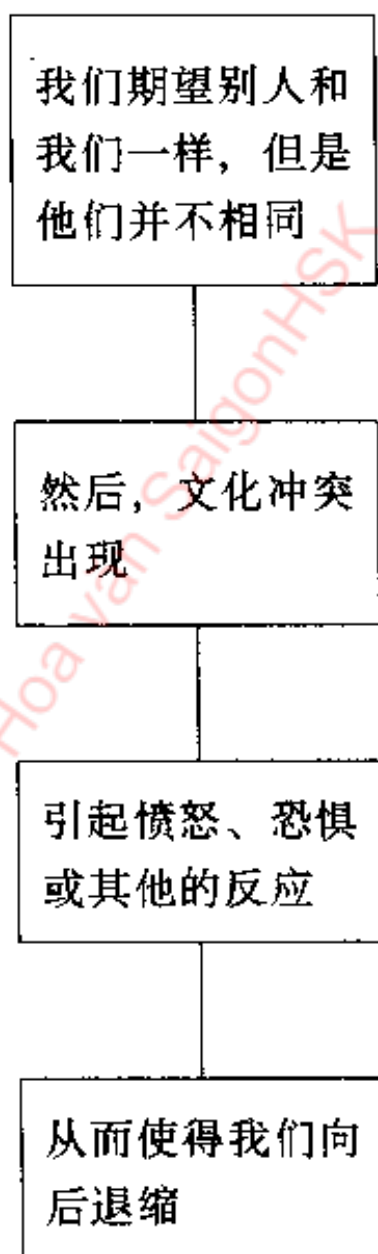 我们期望别人和
我们一样，但是
他们并不相同
然后，文化冲突
出现
引起愤怒、恐惧
或其他的反应
从而使得我们向
后退缩
Hoa văn SaigonHSK